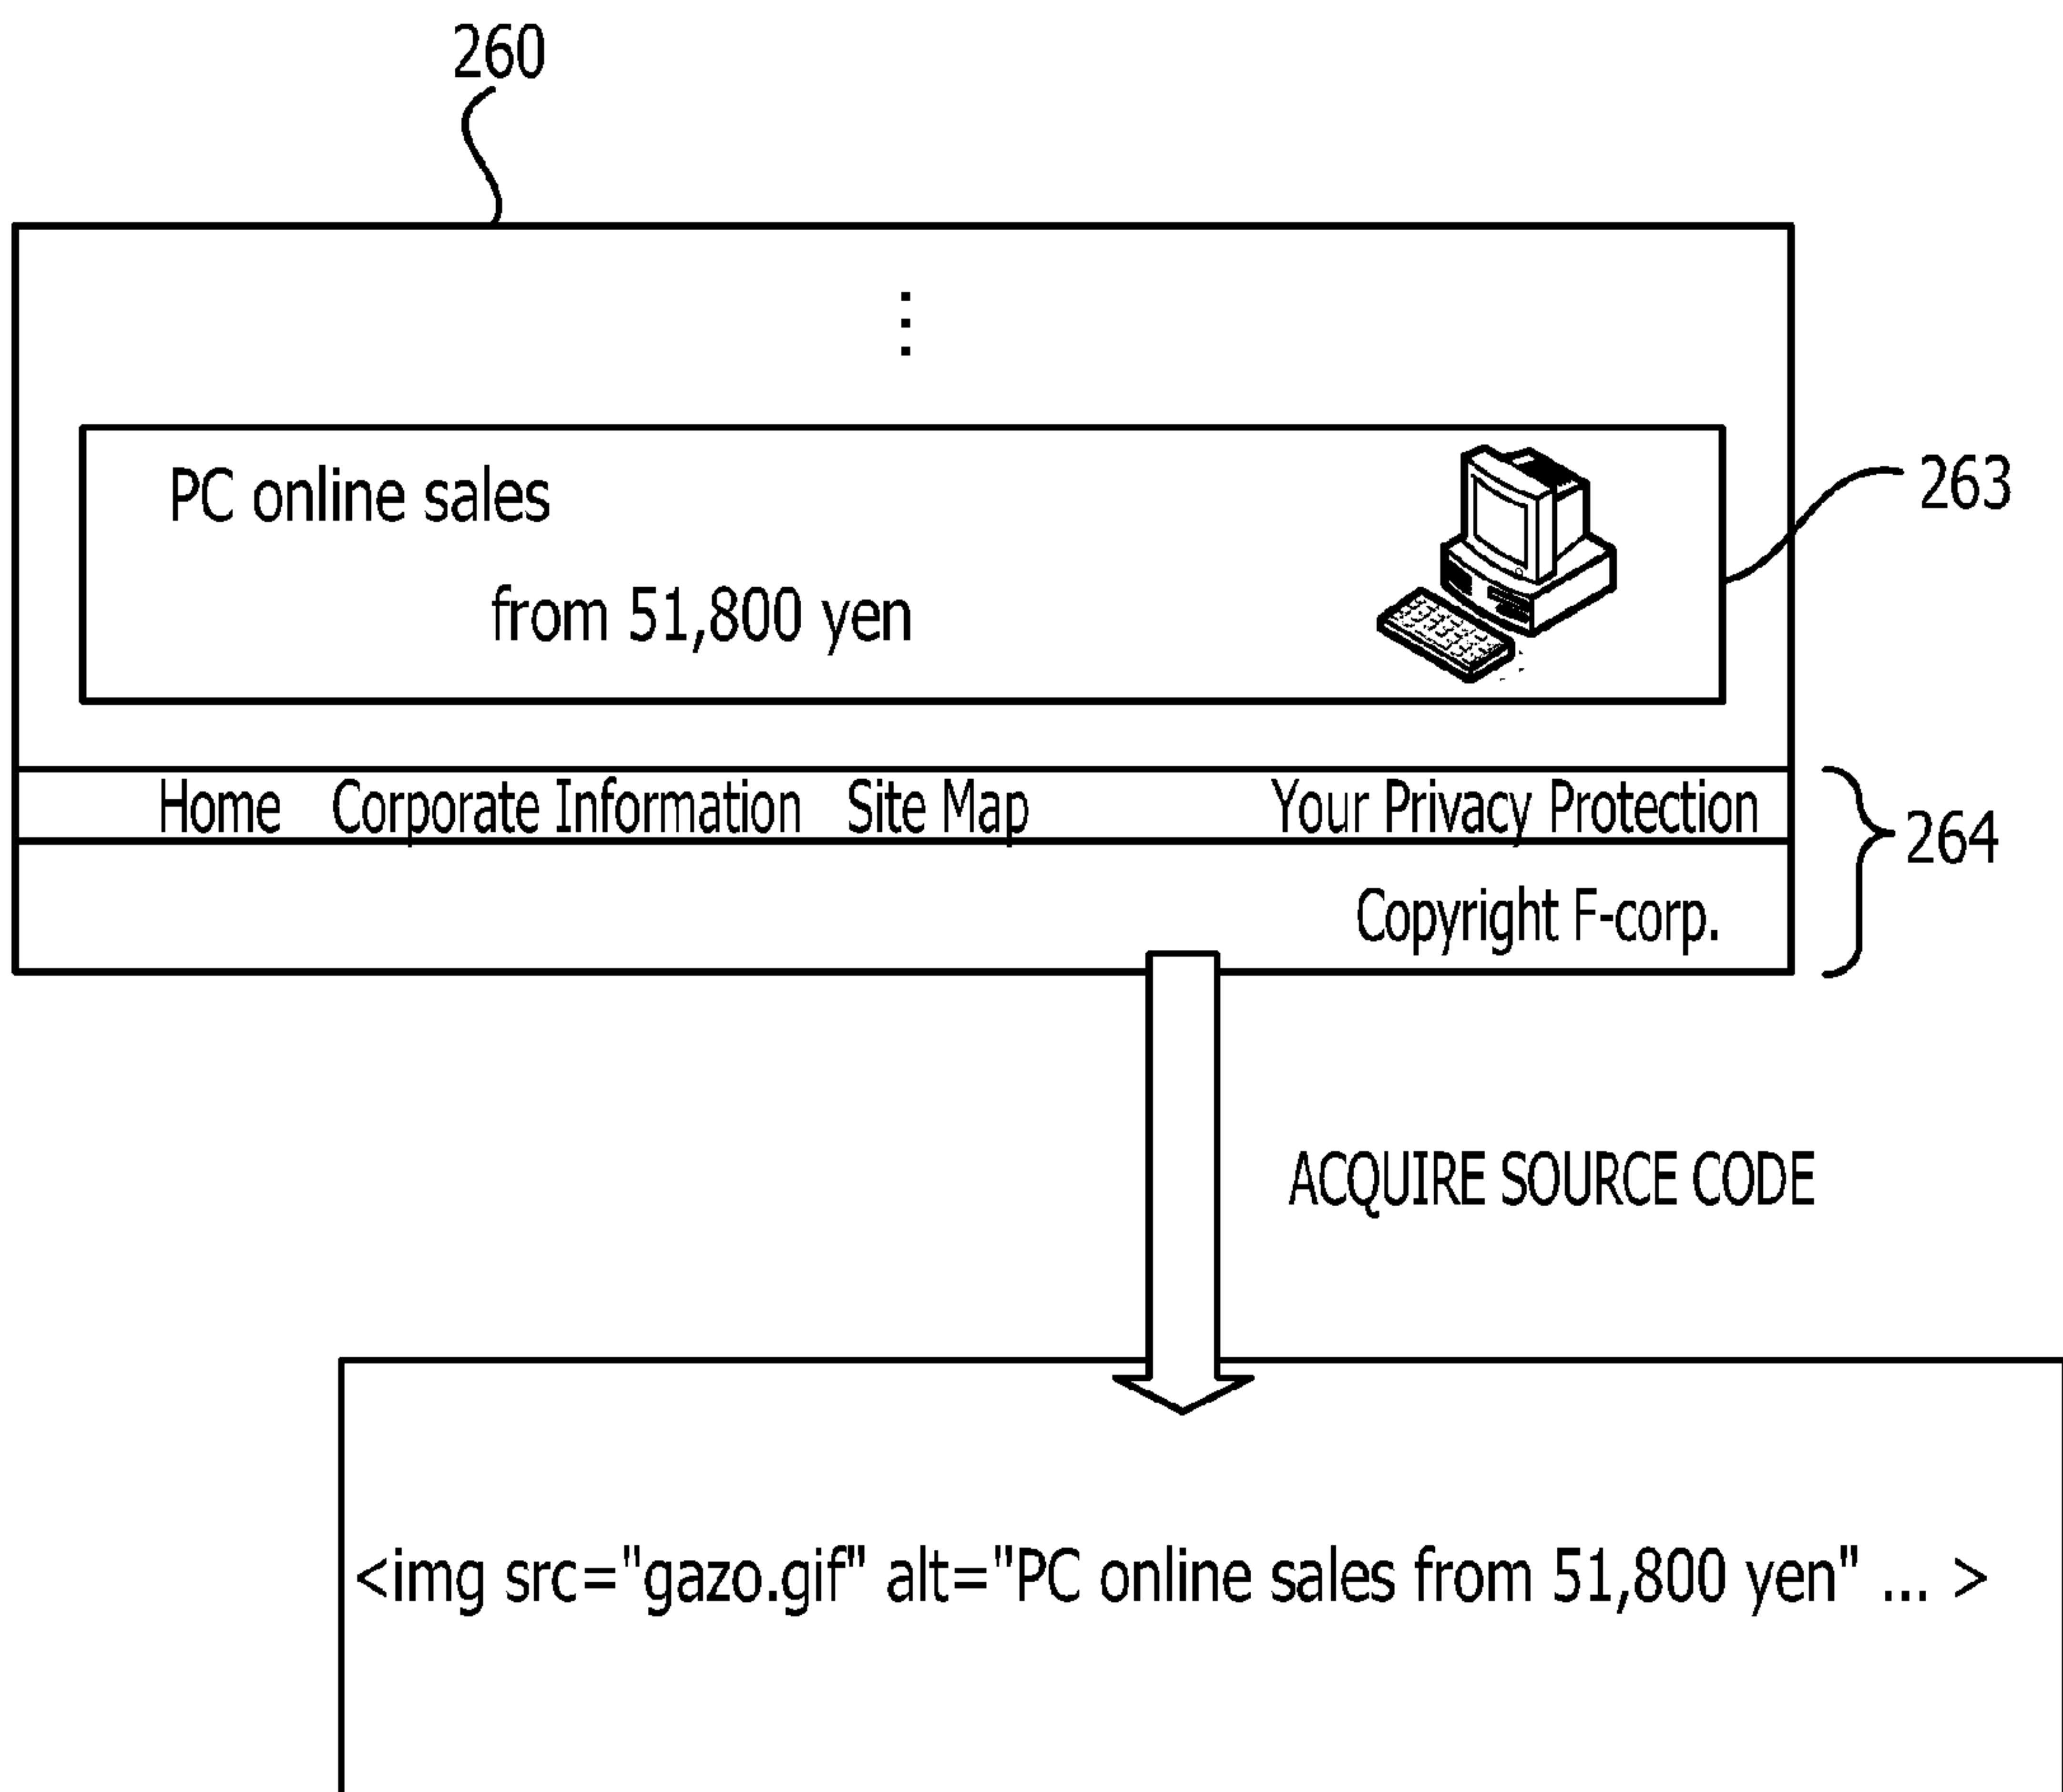 260
PC online sales
from 51,800 yen
263
Home Corporate Information Site Map Your Privacy Protection
264
Copyright F-corp.
ACQUIRE SOURCE CODE
<img src="gazo.gif" alt="PC online sales from 51,800 yen" ... >